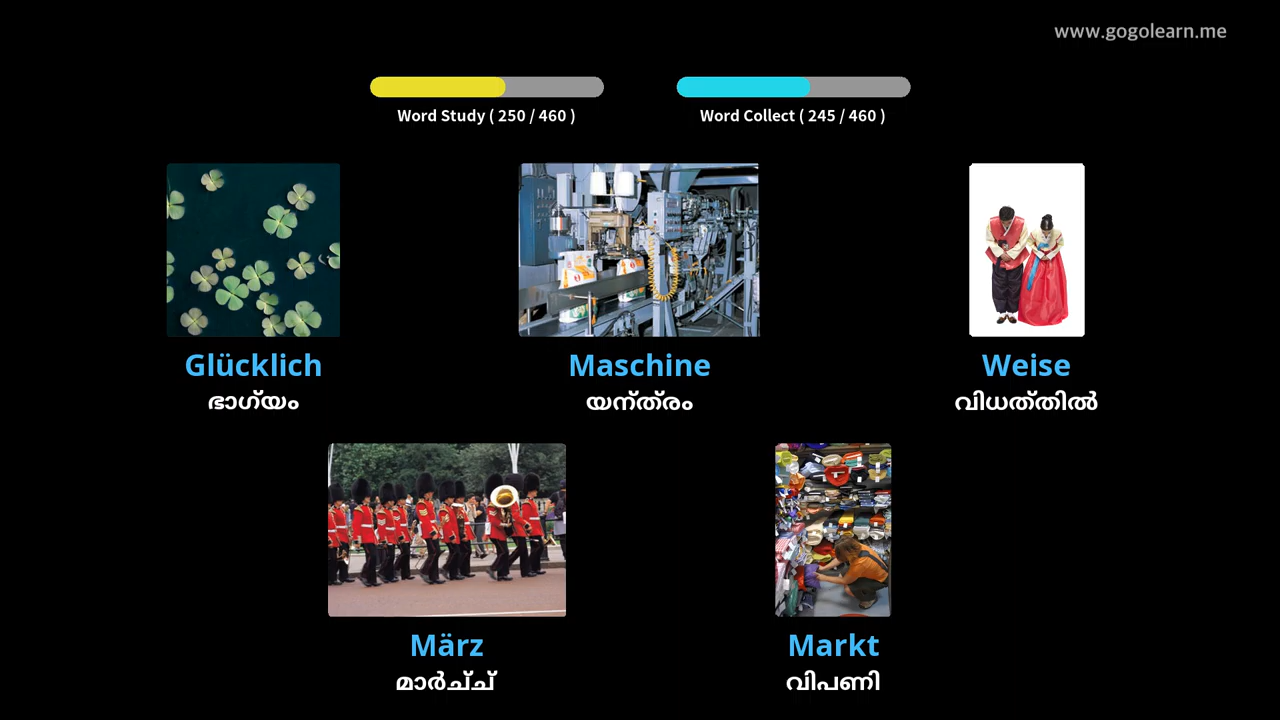 www.gogolearn.me
Word Study ( 250 / 460 )
Word Collect ( 245 / 460 )
Glücklich
ഭാഗ്യം
Maschine
യന്ത്രം
Weise
വിധത്തിൽ
März
മാർച്ച്
Markt
വിപണി